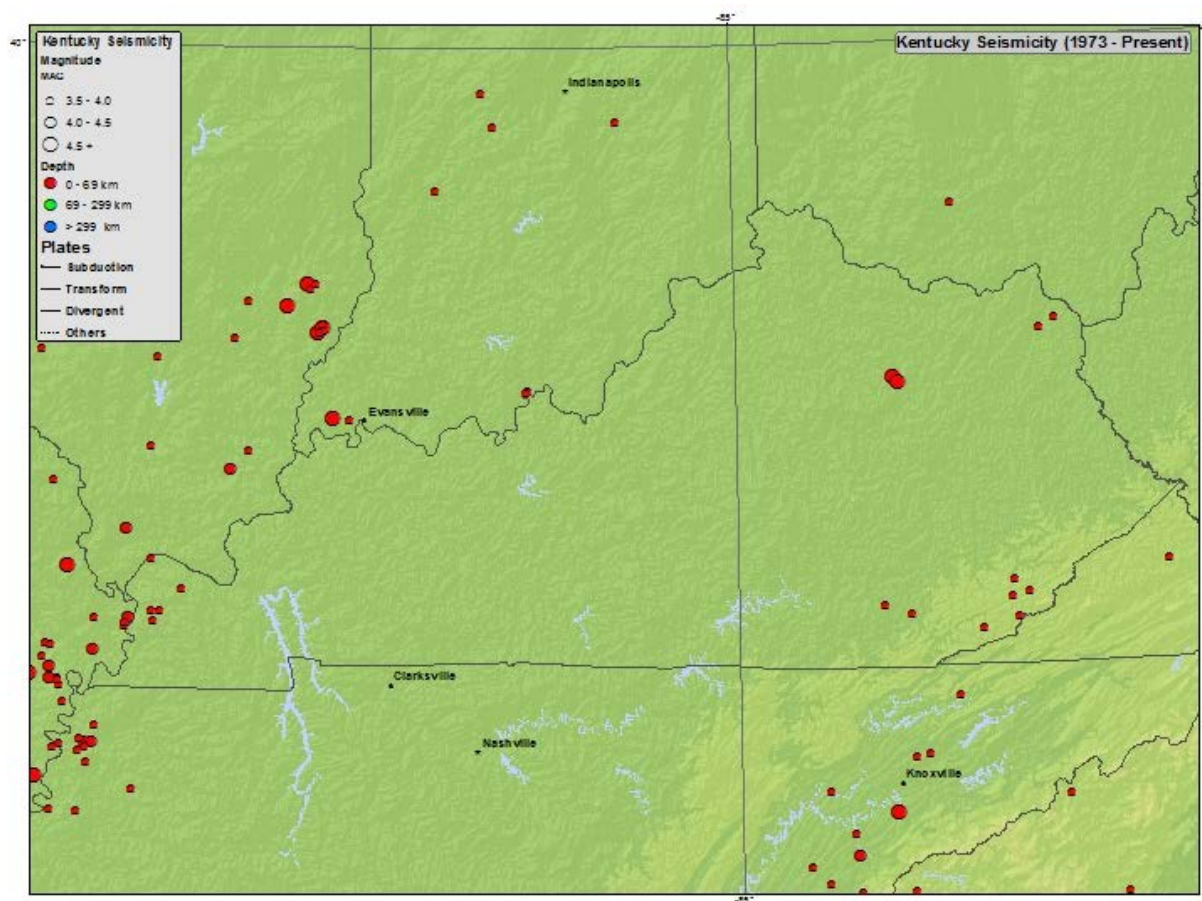 -85°
40°
Kentucky Seismicity
Kentucky Seismicity (1973 - Present)
Magnitude
MAG
3.5 - 4.0
4.0 - 4.5
4.5 +
Depth
0 - 69 km
69 - 299 km
> 299 km
Plates
Subduction
Transform
Divergent
Others
Indianapolis
Evansville
Clarksville
Nashville
Knoxville
-85°